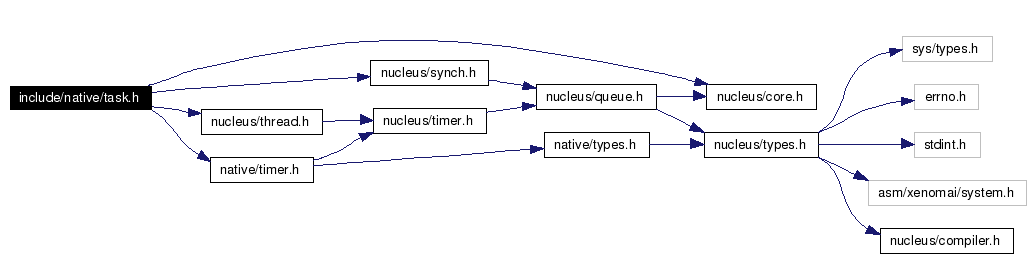 include/native/task.h
nucleus/synch.h
nucleus/thread.h
native/timer.h
nucleus/timer.h
nucleus/queue.h
native/types.h
nucleus/core.h
nucleus/types.h
sys/types.h
errno.h
stdint.h
asm/xenomai/system.h
nucleus/compiler.h